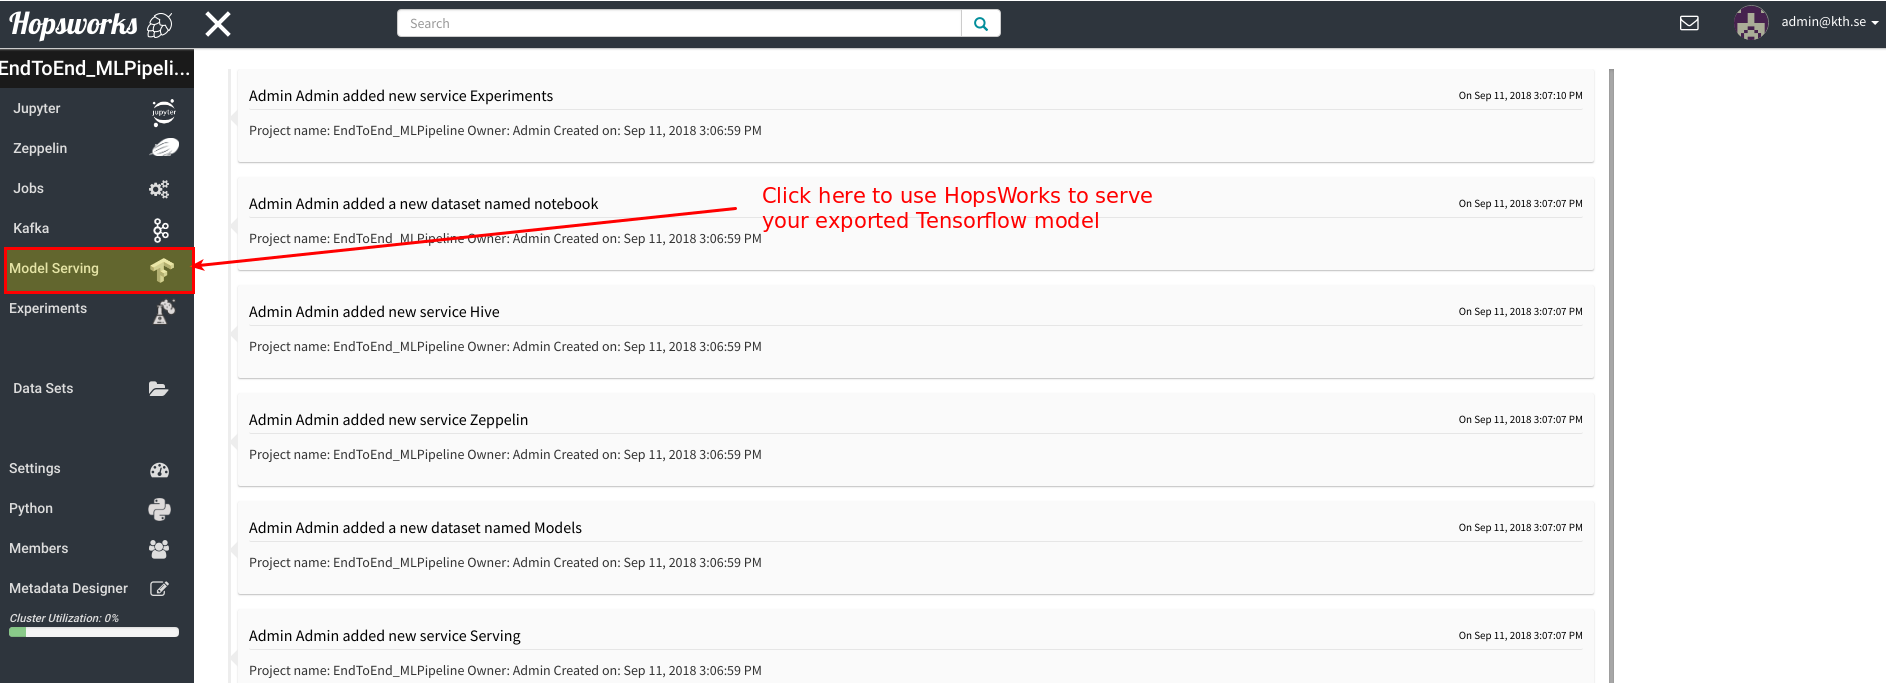 Hopsworks
Search
admin@kth.se
EndToEnd_MLPipeli...
Jupyter
jupyter
Zeppelin
Jobs
Kafka
Model Serving
Experiments
Data Sets
Settings
Python
Members
Metadata Designer
Cluster Utilization: 0%
Admin Admin added new service Experiments
On Sep 11, 2018 3:07:10 PM
Project name: EndToEnd_MLPipeline Owner: Admin Created on: Sep 11, 2018 3:06:59 PM
Click here to use HopsWorks to serve
your exported Tensorflow model
Admin Admin added a new dataset named notebook
On Sep 11, 2018 3:07:07 PM
Project name: EndToEnd_MLPipeline Owner: Admin Created on: Sep 11, 2018 3:06:59 PM
Admin Admin added new service Hive
On Sep 11, 2018 3:07:07 PM
Project name: EndToEnd_MLPipeline Owner: Admin Created on: Sep 11, 2018 3:06:59 PM
Admin Admin added new service Zeppelin
On Sep 11, 2018 3:07:07 PM
Project name: EndToEnd_MLPipeline Owner: Admin Created on: Sep 11, 2018 3:06:59 PM
Admin Admin added a new dataset named Models
On Sep 11, 2018 3:07:07 PM
Project name: EndToEnd_MLPipeline Owner: Admin Created on: Sep 11, 2018 3:06:59 PM
Admin Admin added new service Serving
On Sep 11, 2018 3:07:07 PM
Project name: EndToEnd_MLPipeline Owner: Admin Created on: Sep 11, 2018 3:06:59 PM